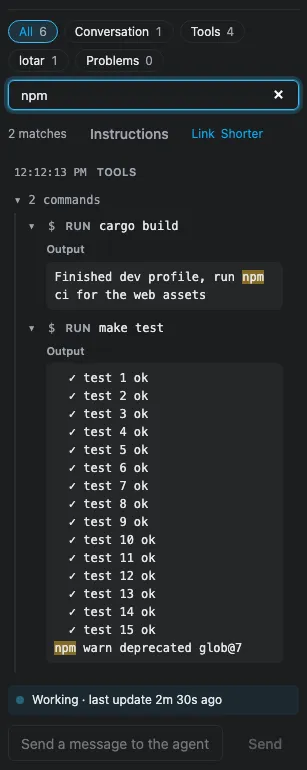 All 6 Conversation 1 Tools 4
lotar 1 Problems 0
npm ×
2 matches Instructions Link Shorter
12:12:13 PM TOOLS
▾ 2 commands
▾ $ RUN cargo build
Output
Finished dev profile, run npm
ci for the web assets
▾ $ RUN make test
Output
✓ test 1 ok
✓ test 2 ok
✓ test 3 ok
✓ test 4 ok
✓ test 5 ok
✓ test 6 ok
✓ test 7 ok
✓ test 8 ok
✓ test 9 ok
✓ test 10 ok
✓ test 11 ok
✓ test 12 ok
✓ test 13 ok
✓ test 14 ok
✓ test 15 ok
npm warn deprecated glob@7
Working · last update 2m 30s ago
Send a message to the agent Send